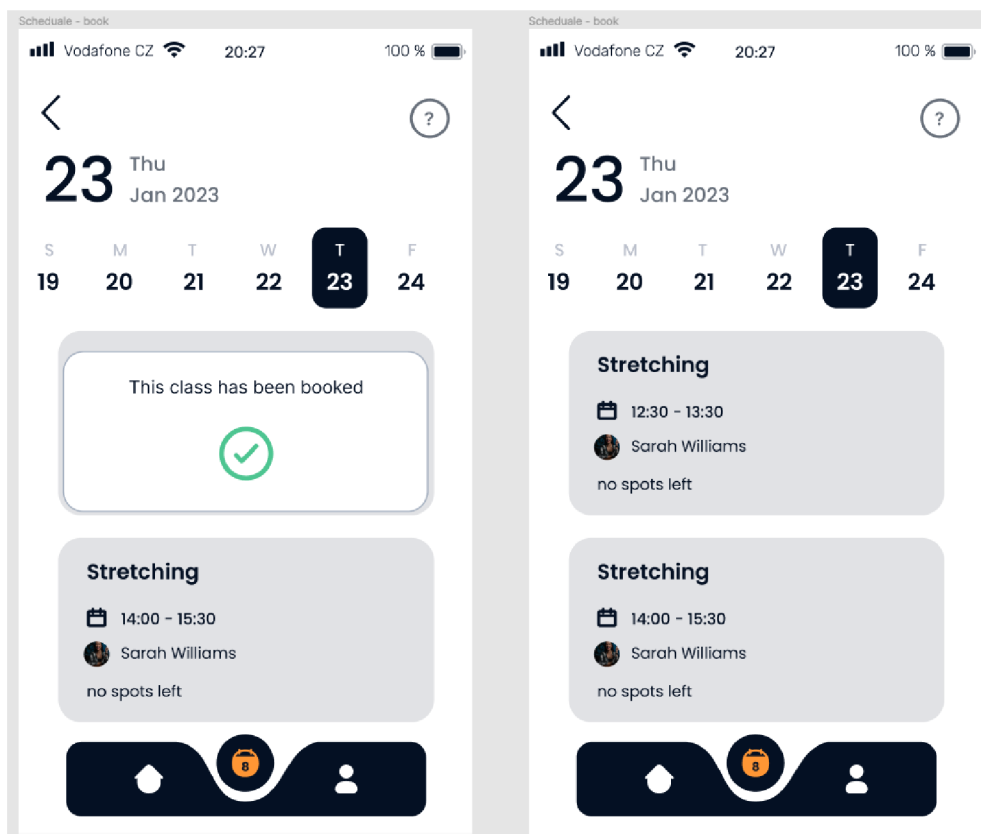 Scheduale - book
Vodafone CZ 20:27 100 %
?
23 Thu
Jan 2023
S M T W T F
19 20 21 22 23 24
This class has been booked
Stretching
14:00 - 15:30
Sarah Williams
no spots left
8
Scheduale - book
Vodafone CZ 20:27 100 %
?
23 Thu
Jan 2023
S M T W T F
19 20 21 22 23 24
Stretching
12:30 - 13:30
Sarah Williams
no spots left
Stretching
14:00 - 15:30
Sarah Williams
no spots left
8